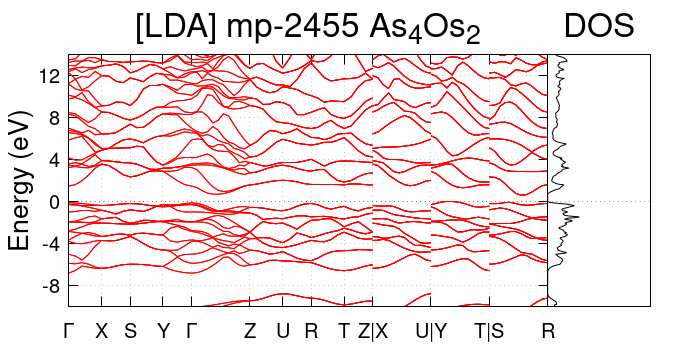 [LDA] mp-2455 As₄Os₂ DOS
Energy (eV)
12
8
4
0
-4
-8
Γ X S Y Γ Z U R T Z|X U|Y T|S R